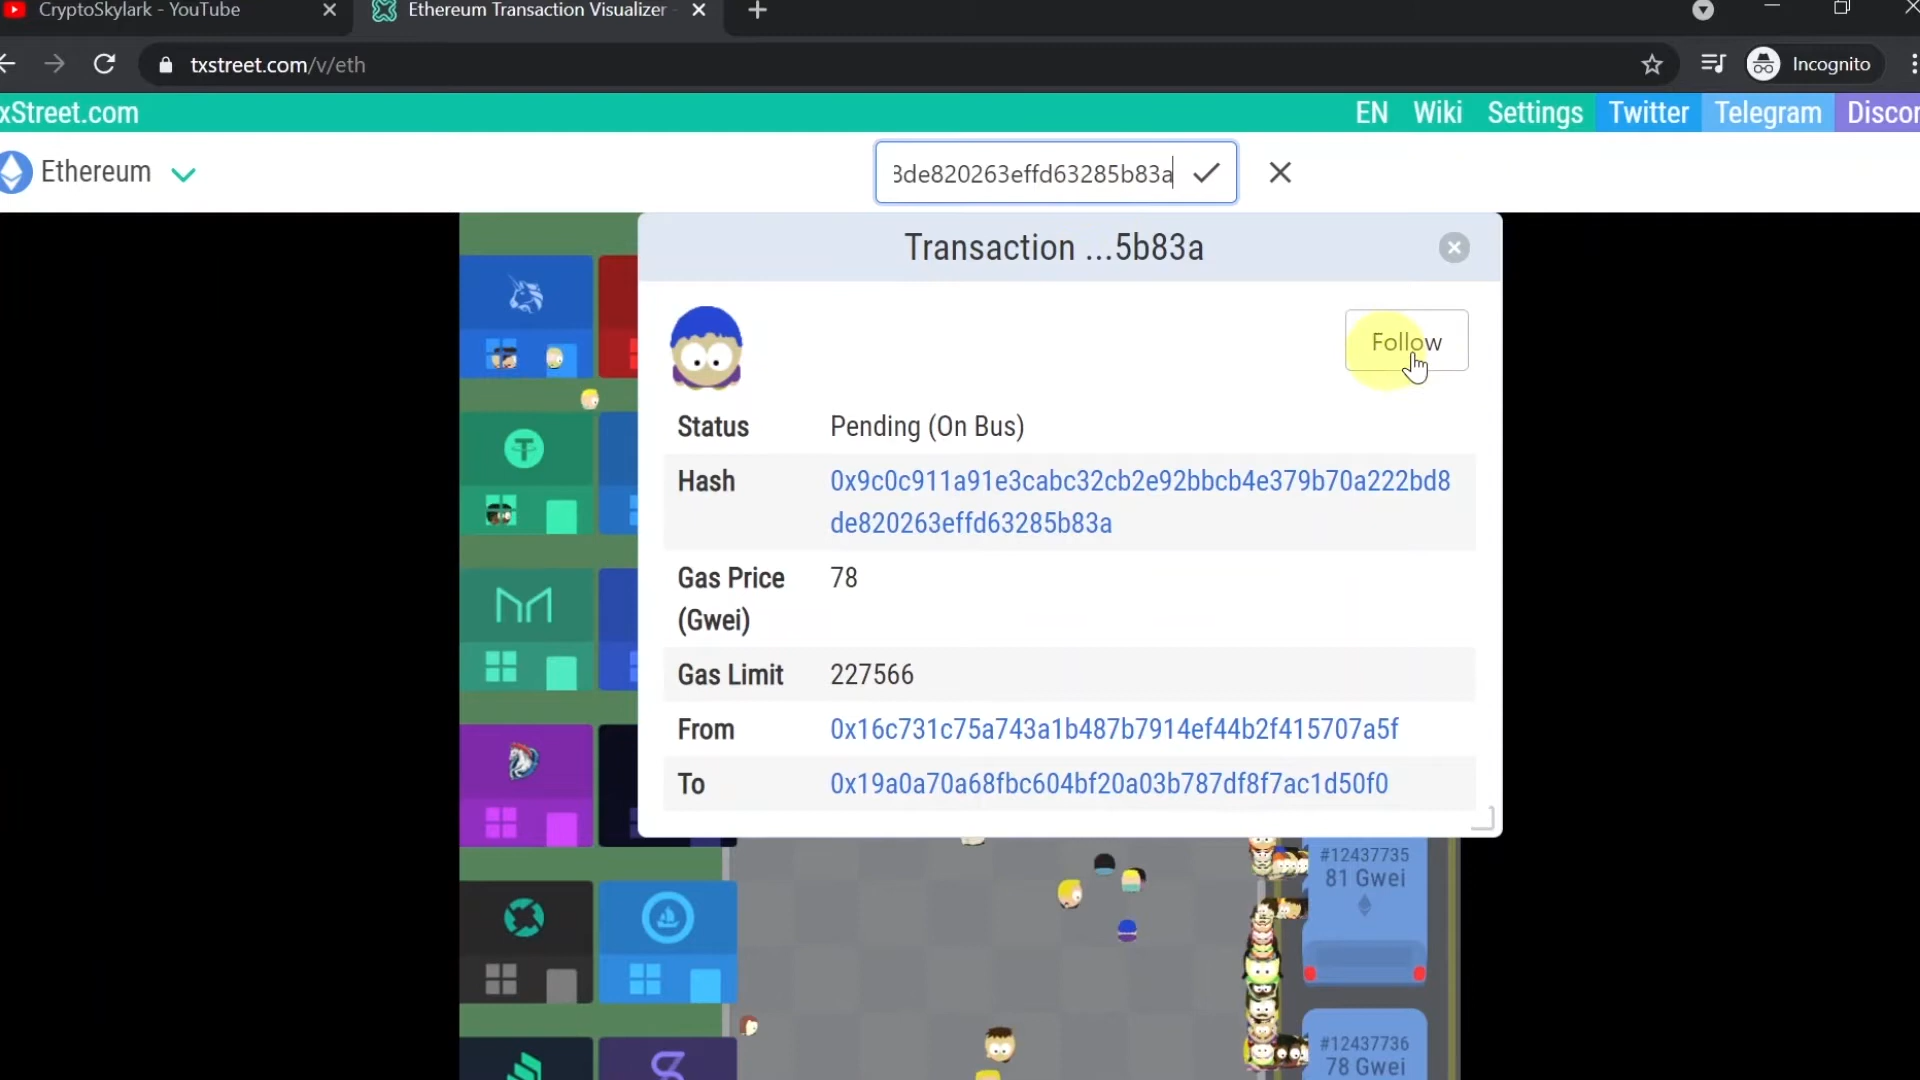 CryptoSkylark - YouTube
Ethereum Transaction Visualizer -
txstreet.com/v/eth
Incognito
xStreet.com
EN Wiki Settings Twitter Telegram Discor
Ethereum
3de820263effd63285b83a
Transaction ...5b83a
Follow
Status Pending (On Bus)
Hash 0x9c0c911a91e3cabc32cb2e92bbcb4e379b70a222bd8
de820263effd63285b83a
Gas Price 78
(Gwei)
Gas Limit 227566
From 0x16c731c75a743a1b487b7914ef44b2f415707a5f
To 0x19a0a70a68fbc604bf20a03b787df8f7ac1d50f0
#12437735
81 Gwei
#12437736
78 Gwei